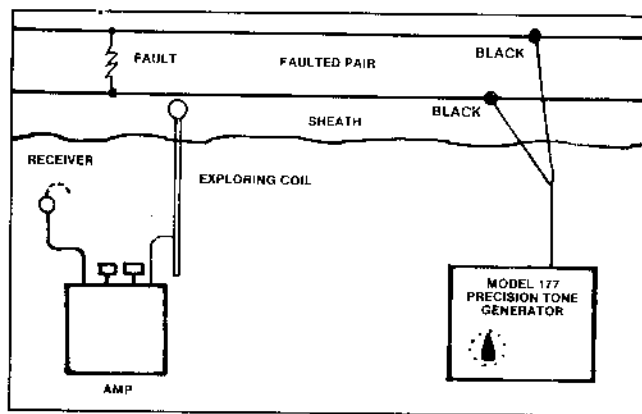 BLACK
FAULT
FAULTED PAIR
BLACK
SHEATH
RECEIVER
EXPLORING COIL
MODEL 177
PRECISION TONE
GENERATOR
AMP